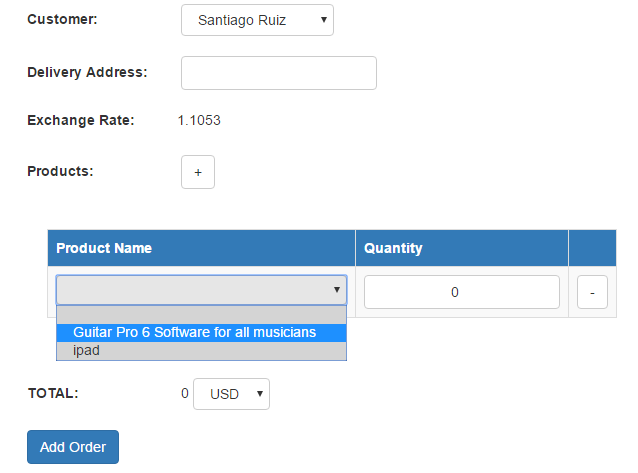 Customer: Santiago Ruiz
Delivery Address:
Exchange Rate: 1.1053
Products: +
Product Name Quantity
0 -
Guitar Pro 6 Software for all musicians
ipad
TOTAL: 0 USD
Add Order